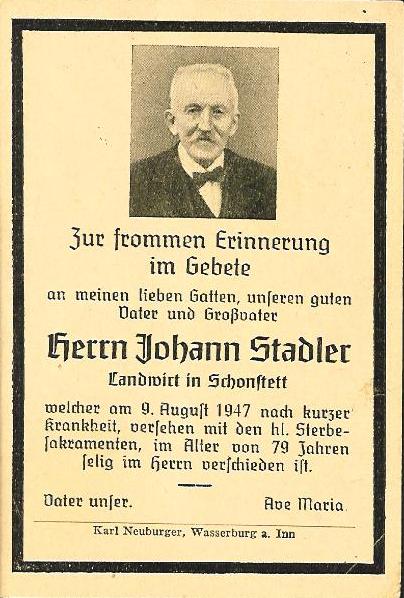 Zur frommen Erinnerung
im Gebete
an meinen lieben Gatten, unseren guten
Vater und Großvater
Herrn Johann Stadler
Landwirt in Schonstett
welcher am 9. August 1947 nach kurzer
Krankheit, versehen mit den hl. Sterbe-
sakramenten, im Alter von 79 Jahren
selig im Herrn verschieden ist.
Vater unser. Ave Maria.
Karl Neuburger, Wasserburg a. Inn